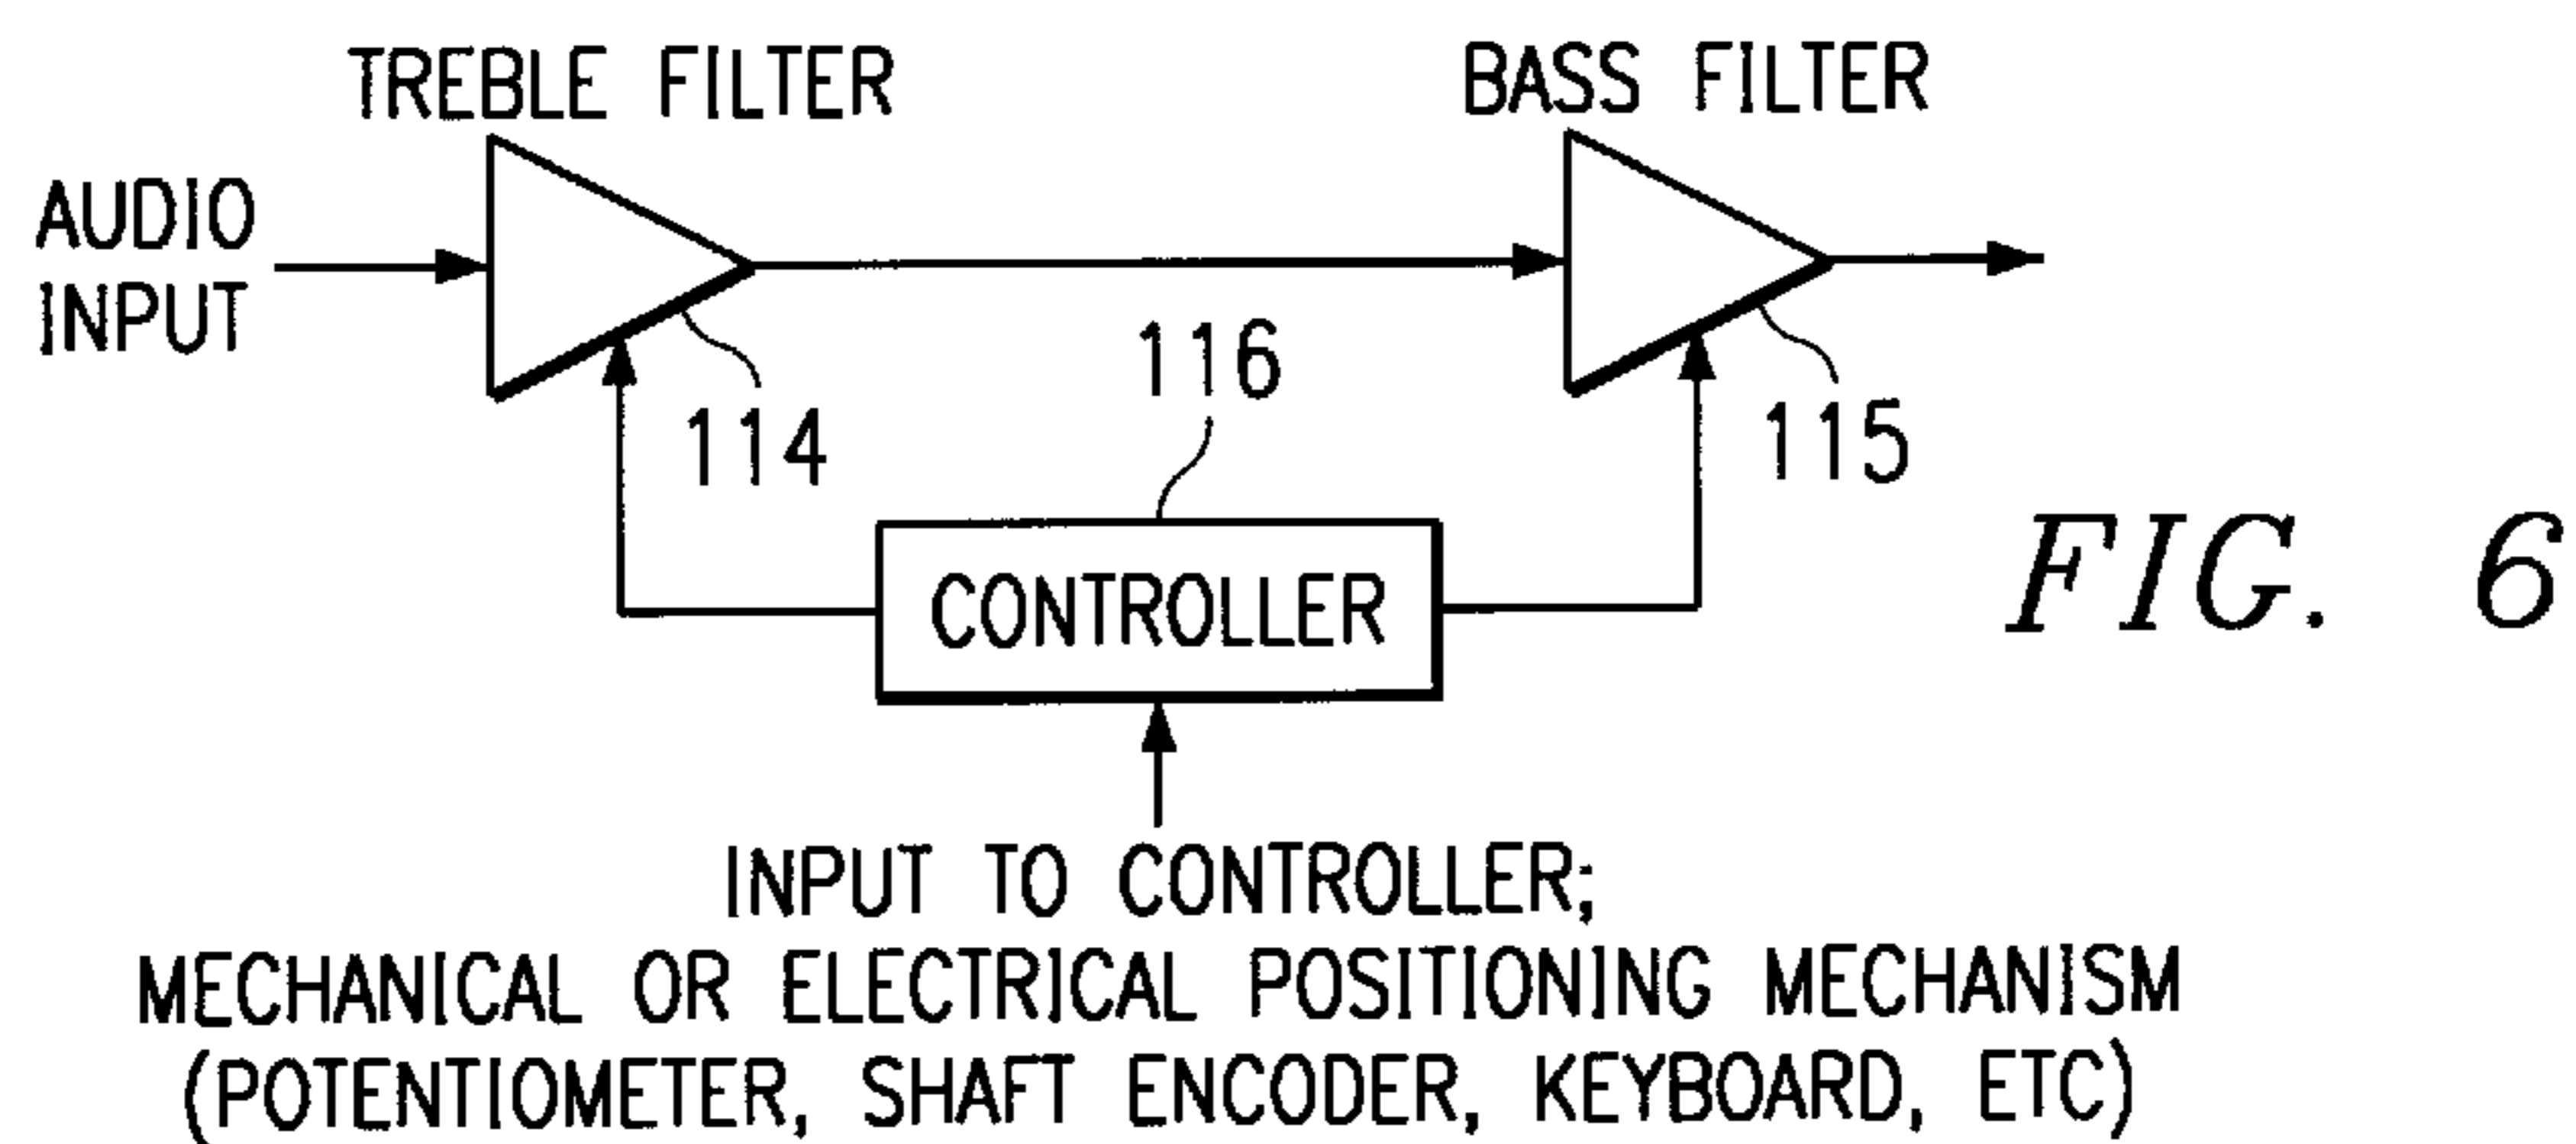 TREBLE FILTER
BASS FILTER
AUDIO
INPUT
116
114
115
CONTROLLER
FIG. 6
INPUT TO CONTROLLER;
MECHANICAL OR ELECTRICAL POSITIONING MECHANISM
(POTENTIOMETER, SHAFT ENCODER, KEYBOARD, ETC)